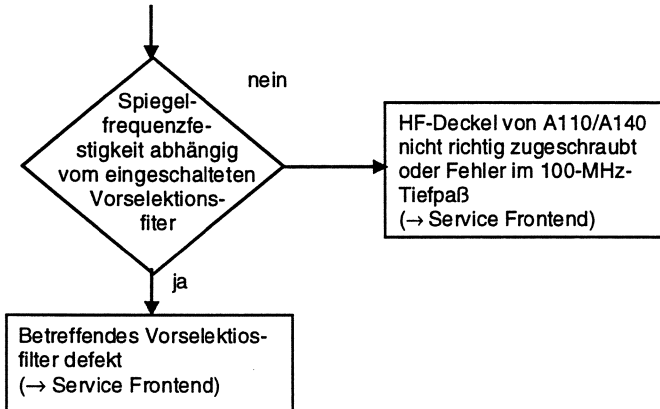 nein
Spiegel-
frequenzfe-
stigkeit abhängig
vom eingeschalteten
Vorselektions-
fiter
HF-Deckel von A110/A140
nicht richtig zugeschraubt
oder Fehler im 100-MHz-
Tiefpaß
(→ Service Frontend)
ja
Betreffendes Vorselektios-
filter defekt
(→ Service Frontend)